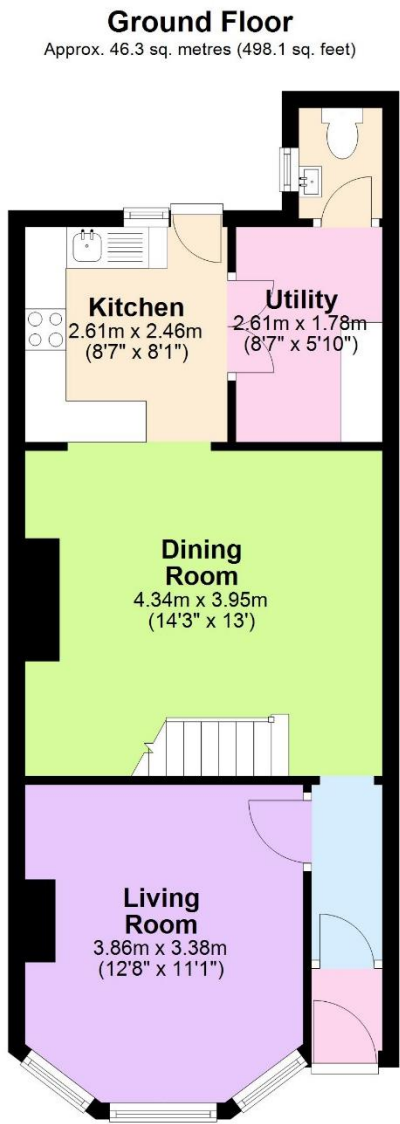 Ground Floor
Approx. 46.3 sq. metres (498.1 sq. feet)
Kitchen
2.61m x 2.46m
(8'7" x 8'1")
Utility
2.61m x 1.78m
(8'7" x 5'10")
Dining
Room
4.34m x 3.95m
(14'3" x 13')
Living
Room
3.86m x 3.38m
(12'8" x 11'1")